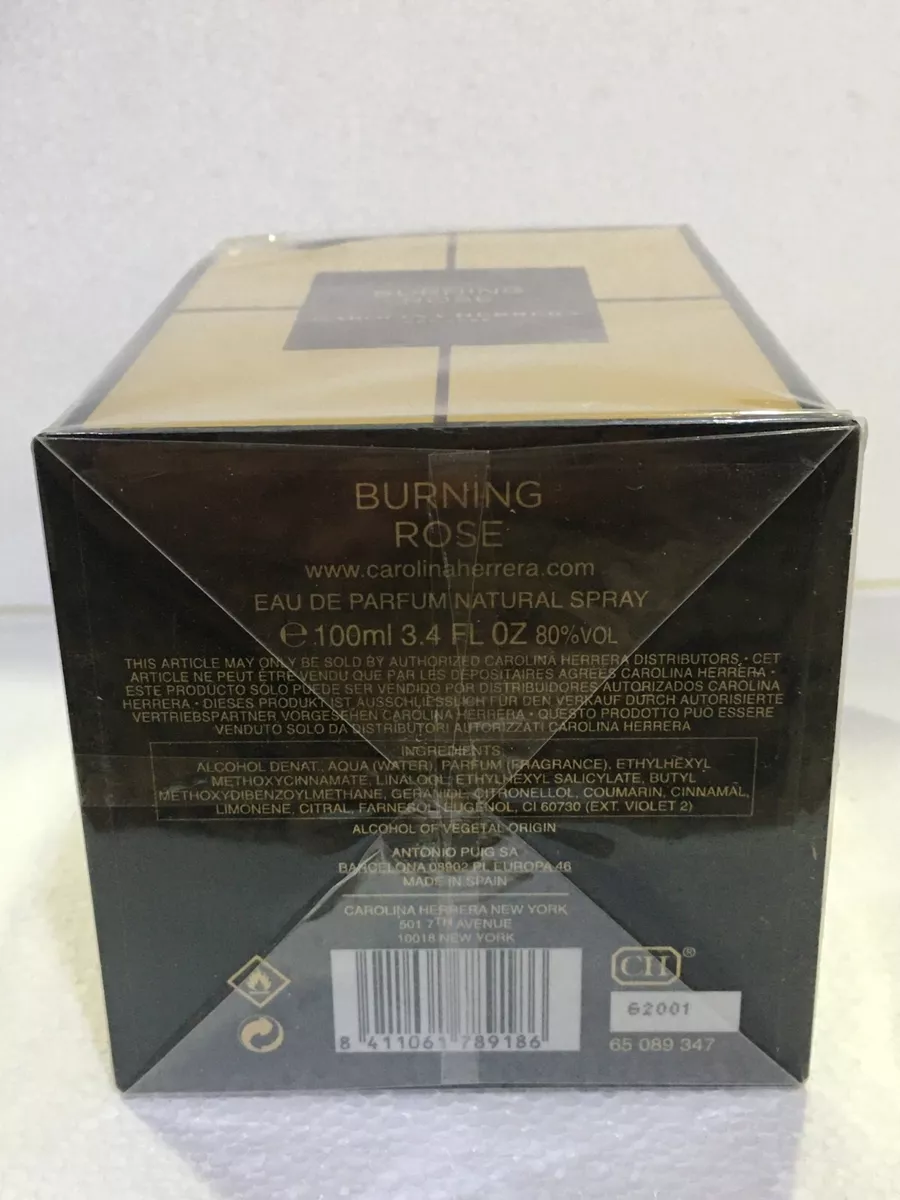 BURNING
ROSE
CAROLINA HERRERA
BURNING
ROSE
www.carolinaherrera.com
EAU DE PARFUM NATURAL SPRAY
℮ 100ml 3.4 FL OZ 80%VOL
THIS ARTICLE MAY ONLY BE SOLD BY AUTHORIZED CAROLINA HERRERA DISTRIBUTORS • CET
ARTICLE NE PEUT ÊTRE VENDU QUE PAR LES DÉPOSITAIRES AGRÉÉS CAROLINA HERRERA •
ESTE PRODUCTO SÓLO PUEDE SER VENDIDO POR DISTRIBUIDORES AUTORIZADOS CAROLINA
HERRERA • DIESES PRODUKT IST AUSSCHLIESSLICH FÜR DEN VERKAUF DURCH AUTORISIERTE
VERTRIEBSPARTNER VORGESEHEN CAROLINA HERRERA • QUESTO PRODOTTO PUÒ ESSERE
VENDUTO SOLO DA DISTRIBUTORI AUTORIZZATI CAROLINA HERRERA
INGREDIENTS
ALCOHOL DENAT., AQUA (WATER), PARFUM (FRAGRANCE), ETHYLHEXYL
METHOXYCINNAMATE, LINALOOL, ETHYLHEXYL SALICYLATE, BUTYL
METHOXYDIBENZOYLMETHANE, GERANIOL, CITRONELLOL, COUMARIN, CINNAMAL,
LIMONENE, CITRAL, FARNESOL, EUGENOL, CI 60730 (EXT. VIOLET 2)
ALCOHOL OF VEGETAL ORIGIN
ANTONIO PUIG SA
BARCELONA 08902 PL EUROPA 46
MADE IN SPAIN
CAROLINA HERRERA NEW YORK
501 7TH AVENUE
10018 NEW YORK
CH®
62001
8 411061 789186
65 089 347